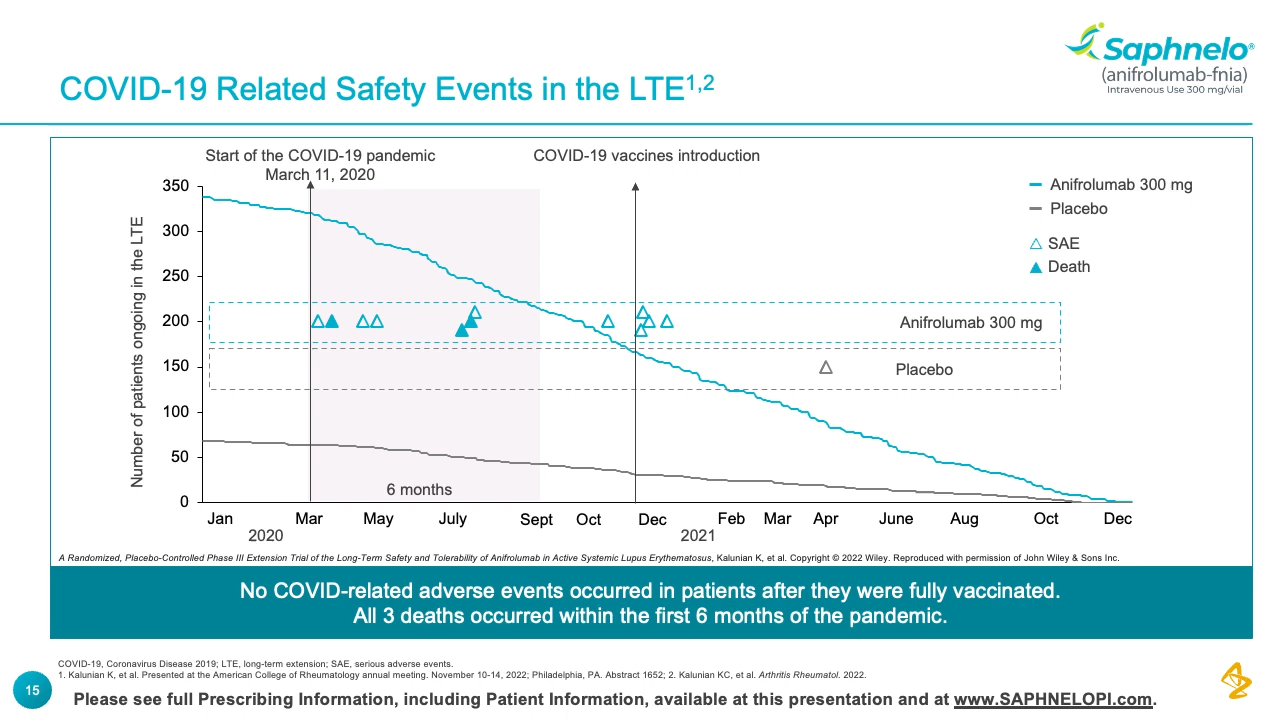 Saphnelo®
(anifrolumab-fnia)
Intravenous Use 300 mg/vial
COVID-19 Related Safety Events in the LTE1,2
Start of the COVID-19 pandemic
March 11, 2020
COVID-19 vaccines introduction
Anifrolumab 300 mg
Placebo
SAE
Death
Number of patients ongoing in the LTE
350
300
250
200
150
100
50
0
Anifrolumab 300 mg
Placebo
6 months
Jan Mar May July Sept Oct Dec Feb Mar Apr June Aug Oct Dec
2020 2021
A Randomized, Placebo-Controlled Phase III Extension Trial of the Long-Term Safety and Tolerability of Anifrolumab in Active Systemic Lupus Erythematosus, Kalunian K, et al. Copyright © 2022 Wiley. Reproduced with permission of John Wiley & Sons Inc.
No COVID-related adverse events occurred in patients after they were fully vaccinated.
All 3 deaths occurred within the first 6 months of the pandemic.
COVID-19, Coronavirus Disease 2019; LTE, long-term extension; SAE, serious adverse events.
1. Kalunian K, et al. Presented at the American College of Rheumatology annual meeting. November 10-14, 2022; Philadelphia, PA. Abstract 1652; 2. Kalunian KC, et al. Arthritis Rheumatol. 2022.
15
Please see full Prescribing Information, including Patient Information, available at this presentation and at www.SAPHNELOPI.com.